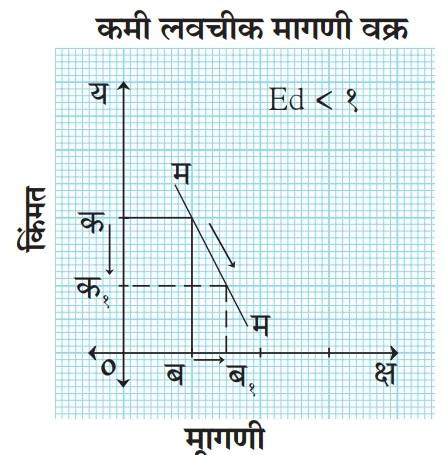 कमी लवचीक मागणी वक्र
य
Ed < १
म
क
किंमत
क१
म
०
ब
ब१
क्ष
मागणी